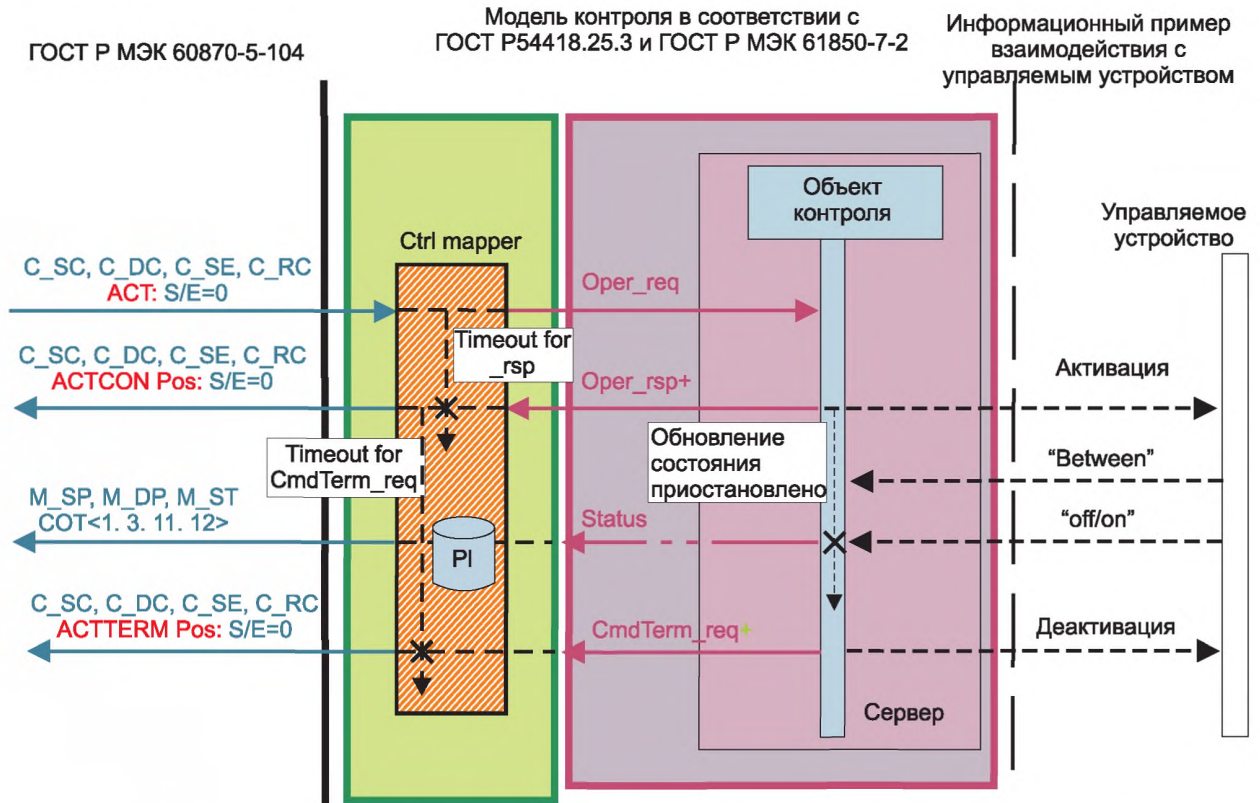 ГОСТ Р МЭК 60870-5-104
Модель контроля в соответствии с
ГОСТ Р54418.25.3 и ГОСТ Р МЭК 61850-7-2
Информационный пример
взаимодействия с
управляемым устройством
Объект
контроля
Управляемое
устройство
Ctrl mapper
C_SC, C_DC, C_SE, C_RC
ACT: S/E=0
Oper_req
Timeout for
_rsp
C_SC, C_DC, C_SE, C_RC
ACTCON Pos: S/E=0
Oper_rsp+
Активация
Timeout for
CmdTerm_req
Обновление
состояния
приостановлено
“Between”
M_SP, M_DP, M_ST
COT<1. 3. 11. 12>
PI
Status
“off/on”
C_SC, C_DC, C_SE, C_RC
ACTTERM Pos: S/E=0
CmdTerm_req+
Деактивация
Сервер